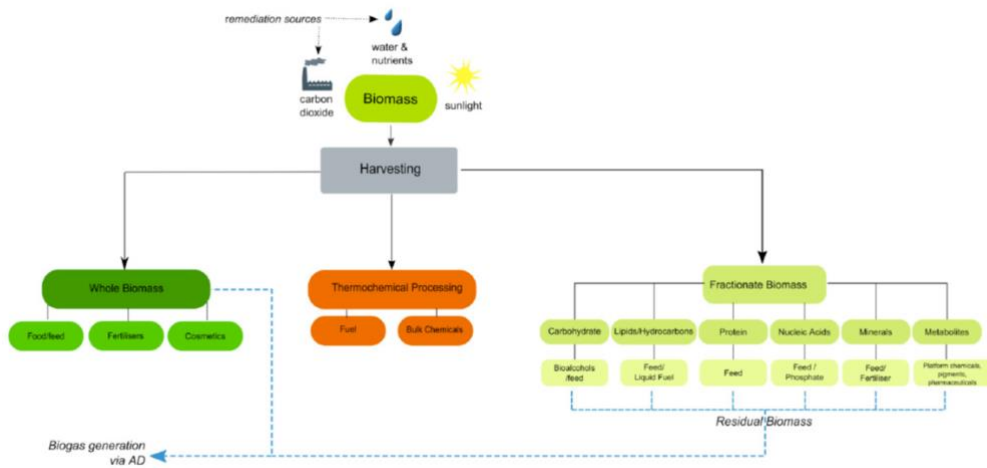 remediation sources
water &
nutrients
carbon
dioxide
Biomass
sunlight
Harvesting
Whole Biomass
Thermochemical Processing
Fractionate Biomass
Food/feed
Fertilisers
Cosmetics
Fuel
Bulk Chemicals
Carbohydrate
Lipids/Hydrocarbons
Protein
Nucleic Acids
Minerals
Metabolites
Bioalcohols
/feed
Feed/
Liquid Fuel
Feed
Feed /
Phosphate
Feed/
Fertiliser
Platform chemicals,
pigments,
pharmaceuticals
Residual Biomass
Biogas generation
via AD